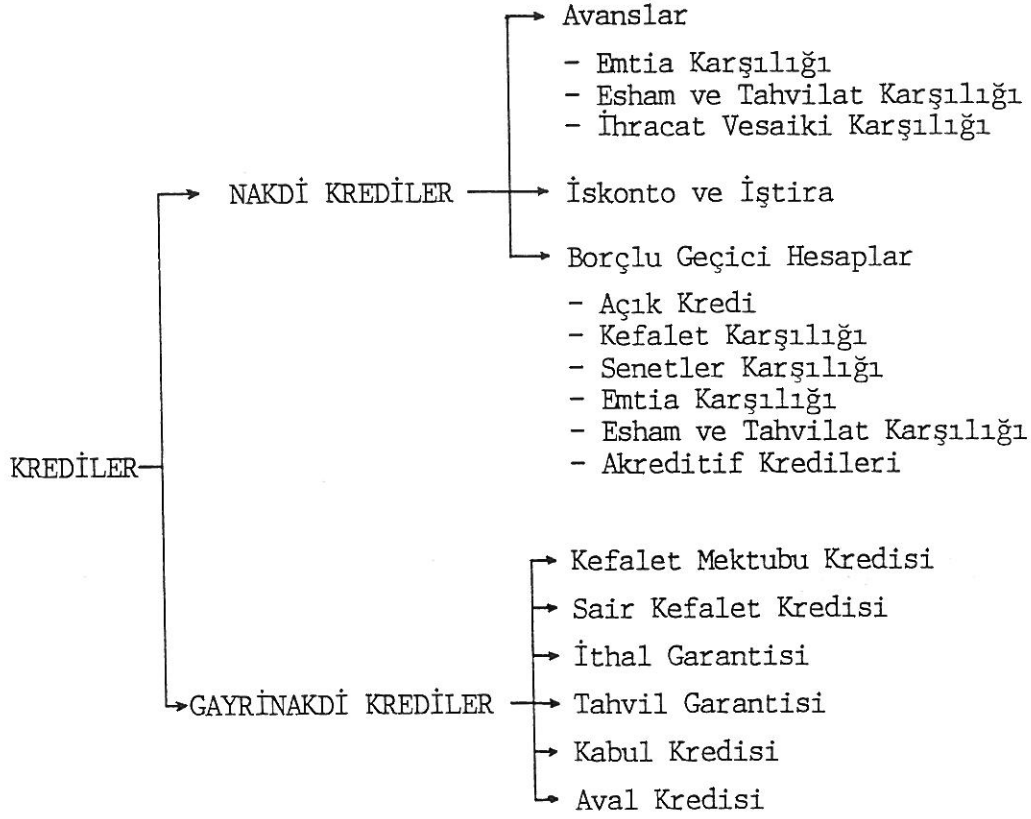 Avanslar
- Emtia Karşılığı
- Esham ve Tahvilat Karşılığı
- İhracat Vesaiki Karşılığı
NAKDİ KREDİLER
İskonto ve İştira
Borçlu Geçici Hesaplar
- Açık Kredi
- Kefalet Karşılığı
- Senetler Karşılığı
- Emtia Karşılığı
- Esham ve Tahvilat Karşılığı
- Akreditif Kredileri
KREDİLER
Kefalet Mektubu Kredisi
Sair Kefalet Kredisi
İthal Garantisi
GAYRİNAKDİ KREDİLER
Tahvil Garantisi
Kabul Kredisi
Aval Kredisi